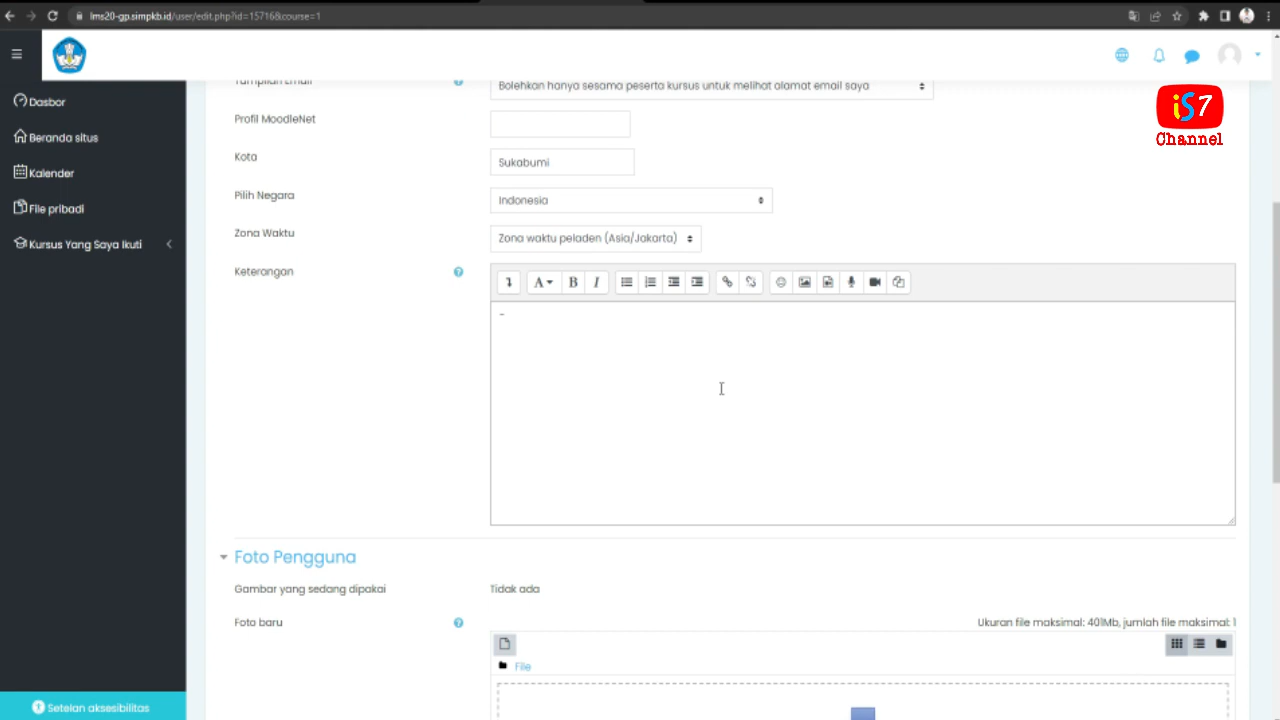 lms20-gp.simpkb.id/user/edit.php?id=15716&course=1
Tampilan Email
Bolehkan hanya sesama peserta kursus untuk melihat alamat email saya
iS7
Channel
Dasbor
Profil MoodleNet
Beranda situs
Kota
Sukabumi
Kalender
Pilih Negara
Indonesia
File pribadi
Zona Waktu
Zona waktu peladen (Asia/Jakarta)
Kursus Yang Saya Ikuti
Keterangan
A B I
-
Foto Pengguna
Gambar yang sedang dipakai
Tidak ada
Foto baru
Ukuran file maksimal: 401Mb, jumlah file maksimal: 1
File
Setelan aksesibilitas